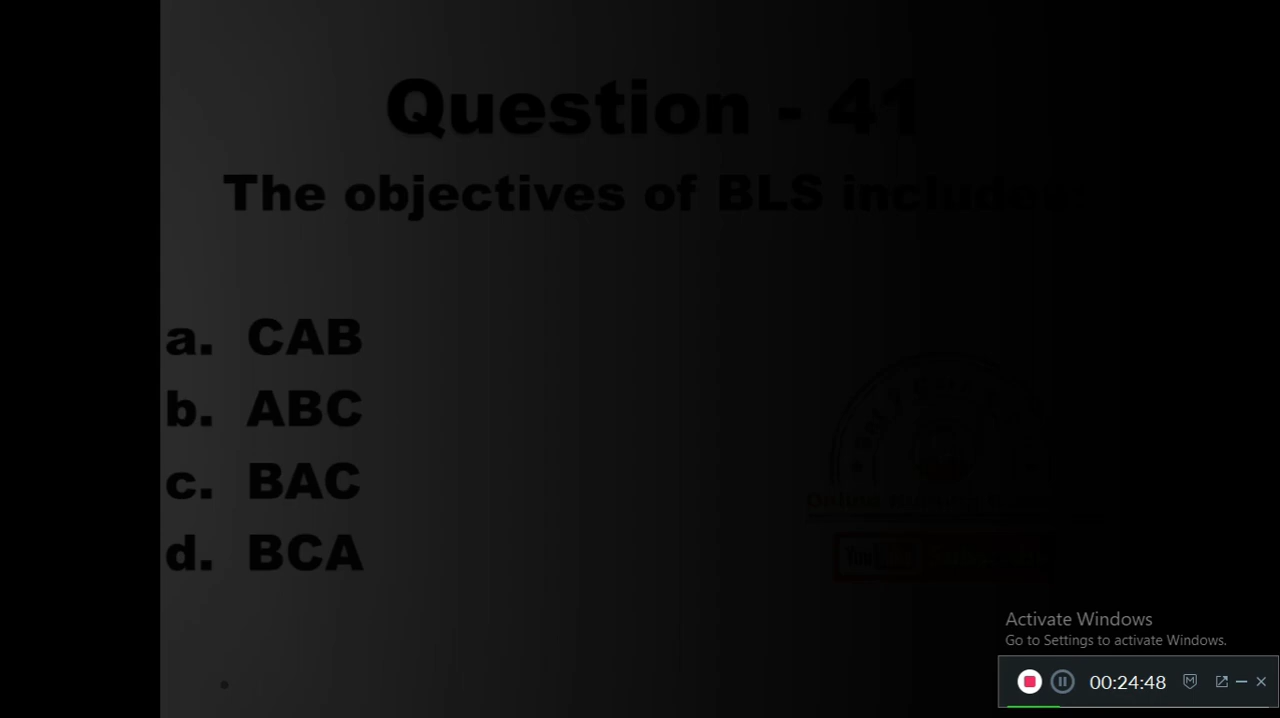 Question - 41
The objectives of BLS includes
a. CAB
b. ABC
c. BAC
d. BCA
Activate Windows
Go to Settings to activate Windows.
00:24:48